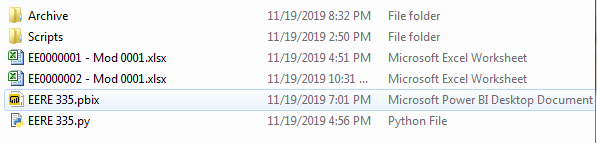 Archive 11/19/2019 8:32 PM File folder
Scripts 11/19/2019 2:50 PM File folder
EE0000001 - Mod 0001.xlsx 11/19/2019 4:51 PM Microsoft Excel Worksheet
EE0000002 - Mod 0001.xlsx 11/19/2019 10:31 ... Microsoft Excel Worksheet
EERE 335.pbix 11/19/2019 7:01 PM Microsoft Power BI Desktop Document
EERE 335.py 11/19/2019 4:56 PM Python File